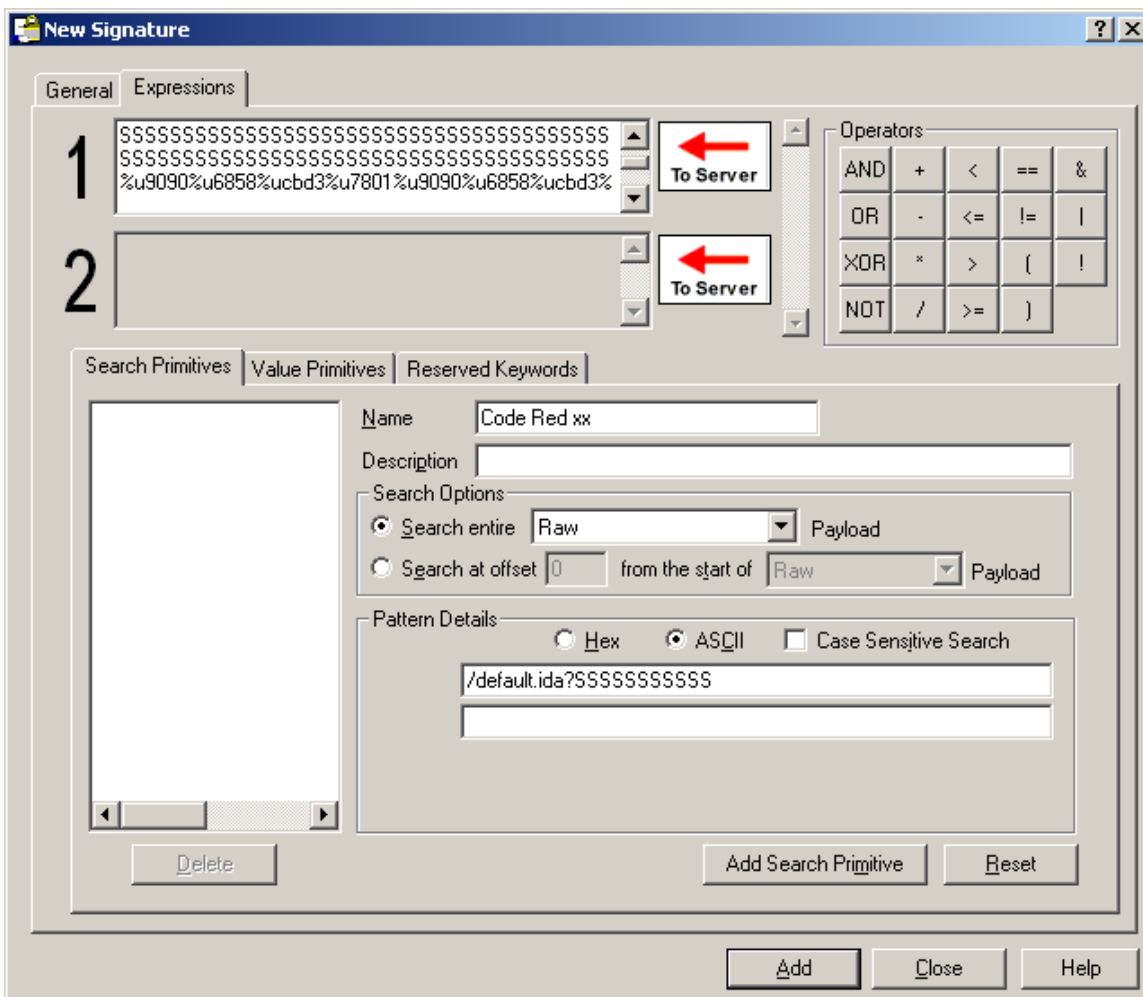 New Signature
General
Expressions
1
SSSSSSSSSSSSSSSSSSSSSSSSSSSSSSSSSSSSSSS
SSSSSSSSSSSSSSSSSSSSSSSSSSSSSSSSSSSSSSS
%u9090%u6858%ucbd3%u7801%u9090%u6858%ucbd3%
To Server
2
To Server
Operators
AND + < == &
OR - <= != |
XOR * > ( !
NOT / >= )
Search Primitives
Value Primitives
Reserved Keywords
Name Code Red xx
Description
Search Options
Search entire Raw Payload
Search at offset 0 from the start of Raw Payload
Pattern Details
Hex ASCII Case Sensitive Search
/default.ida?SSSSSSSSSSS
Delete
Add Search Primitive
Reset
Add
Close
Help